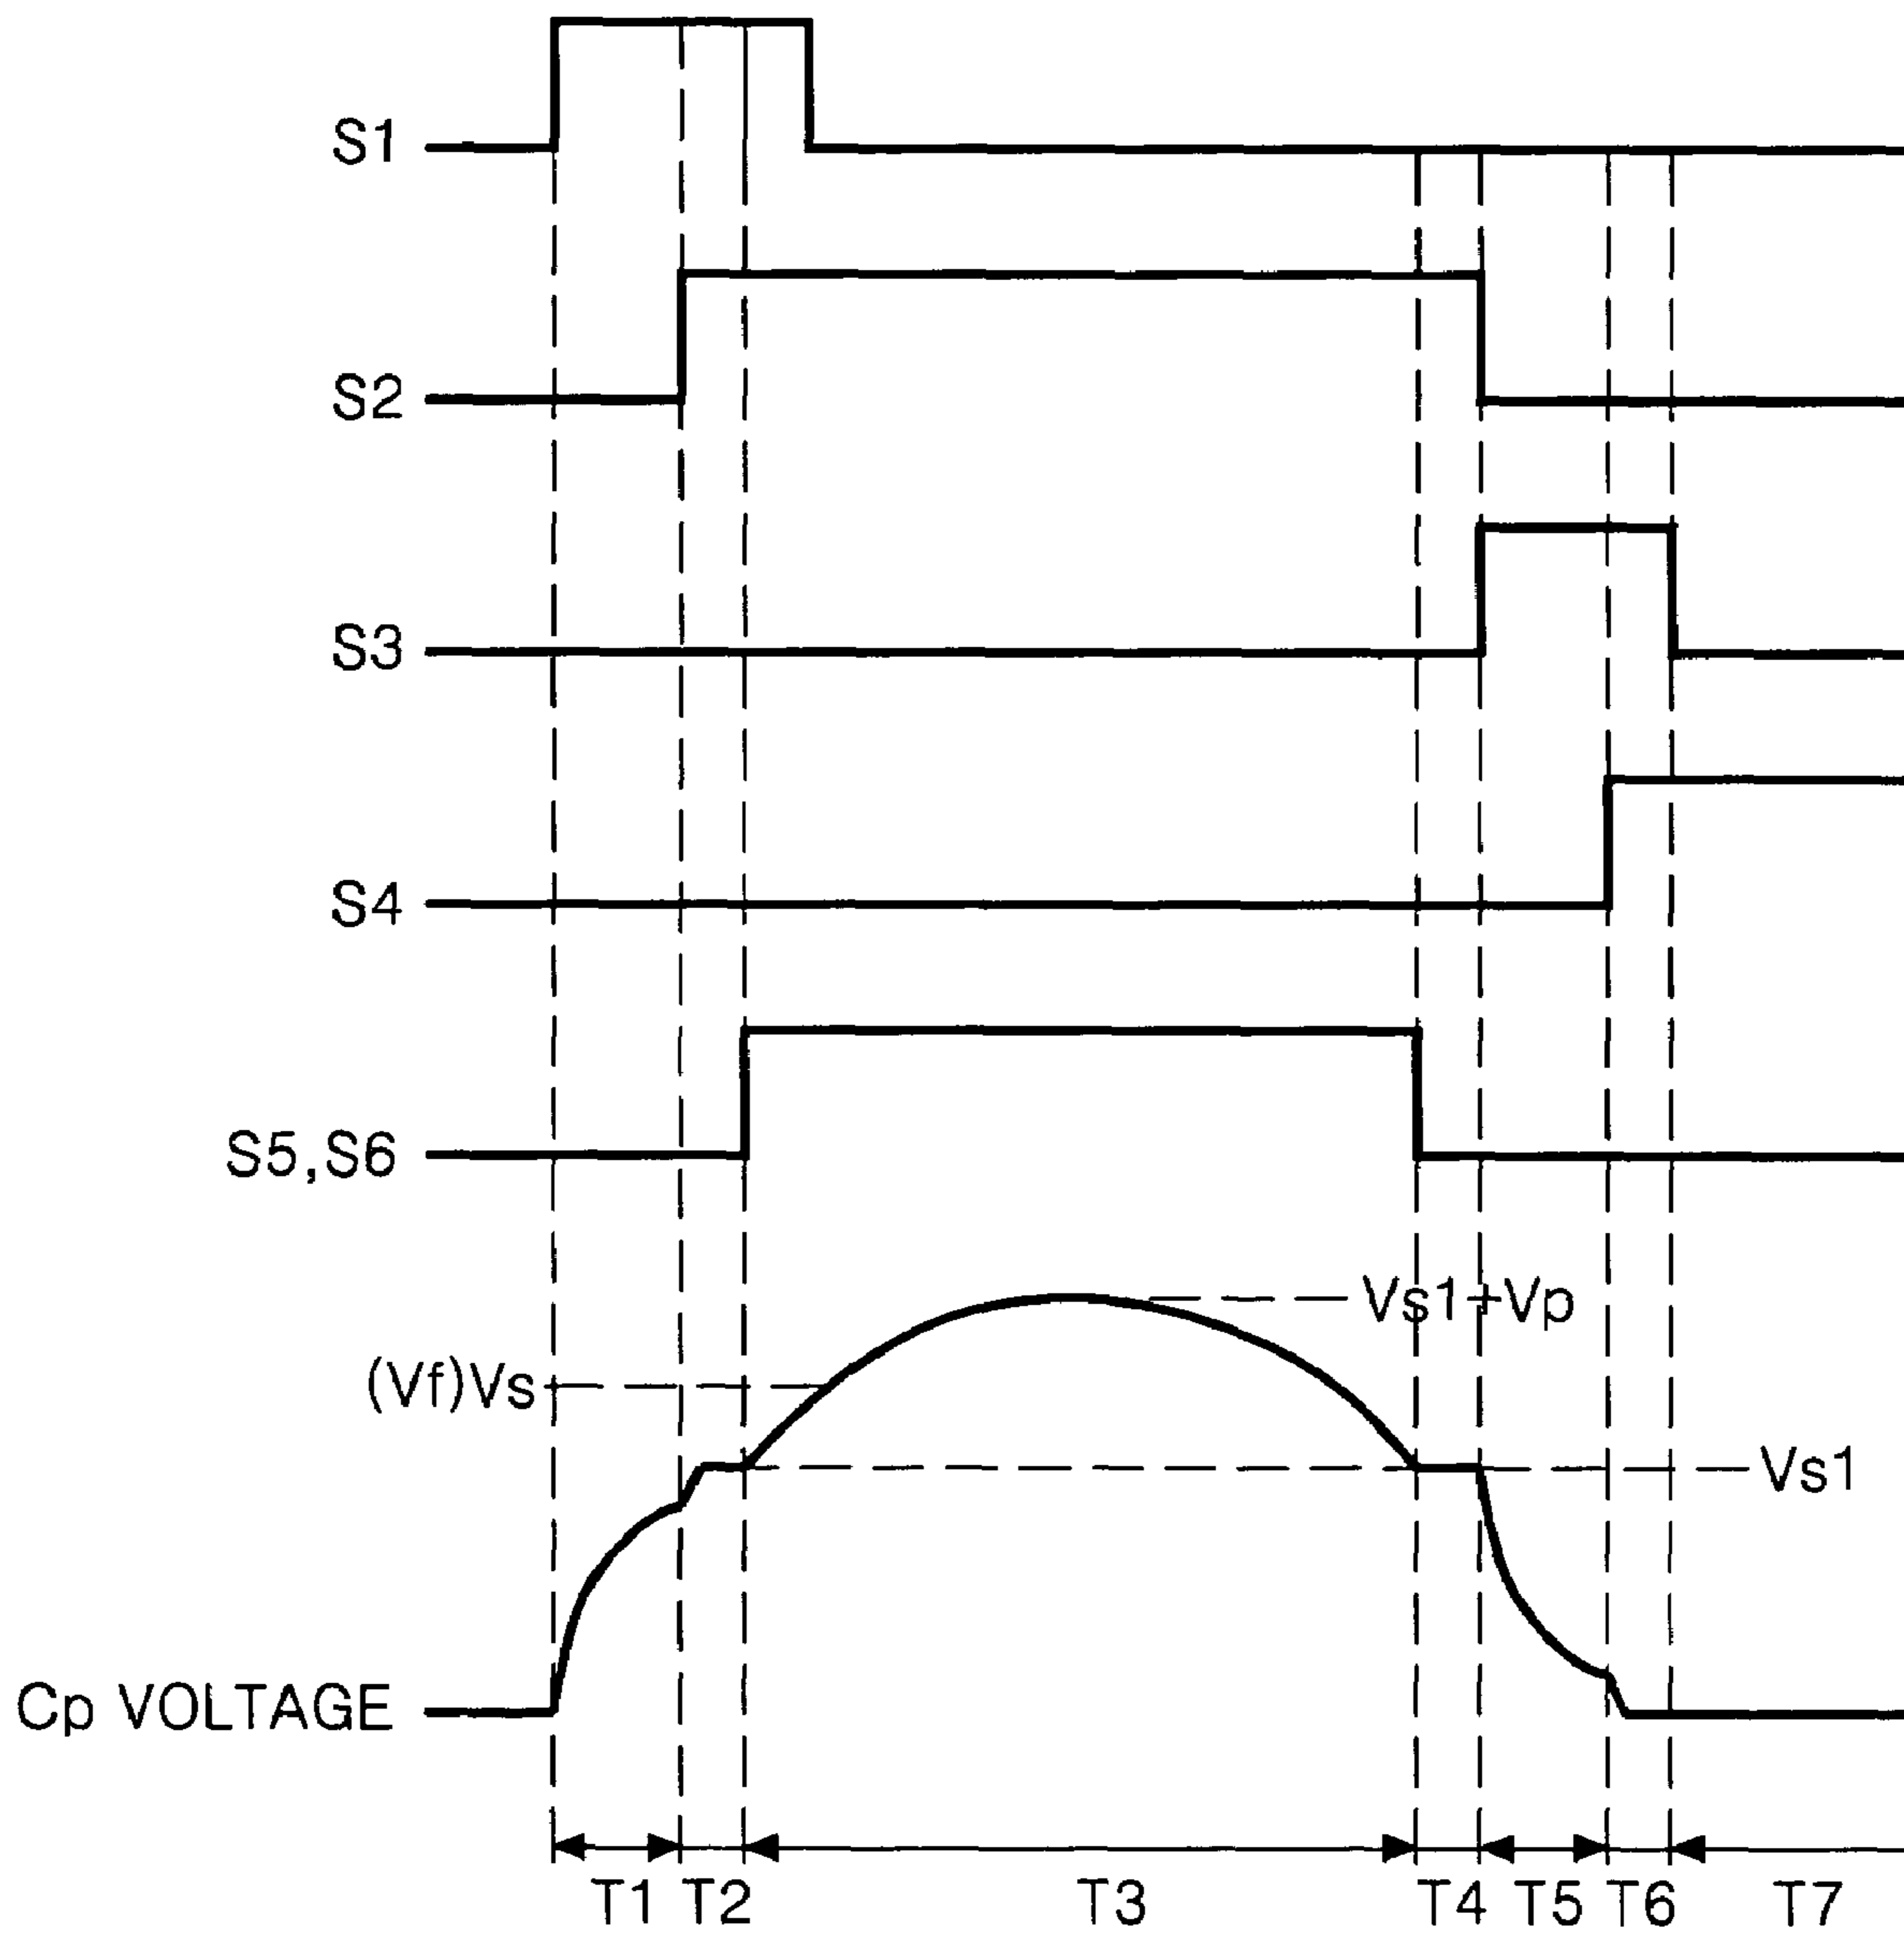 S1
S2
S3
S4
S5,S6
Vs1+Vp
(Vf)Vs
Vs1
Cp VOLTAGE
T1 T2 T3 T4 T5 T6 T7